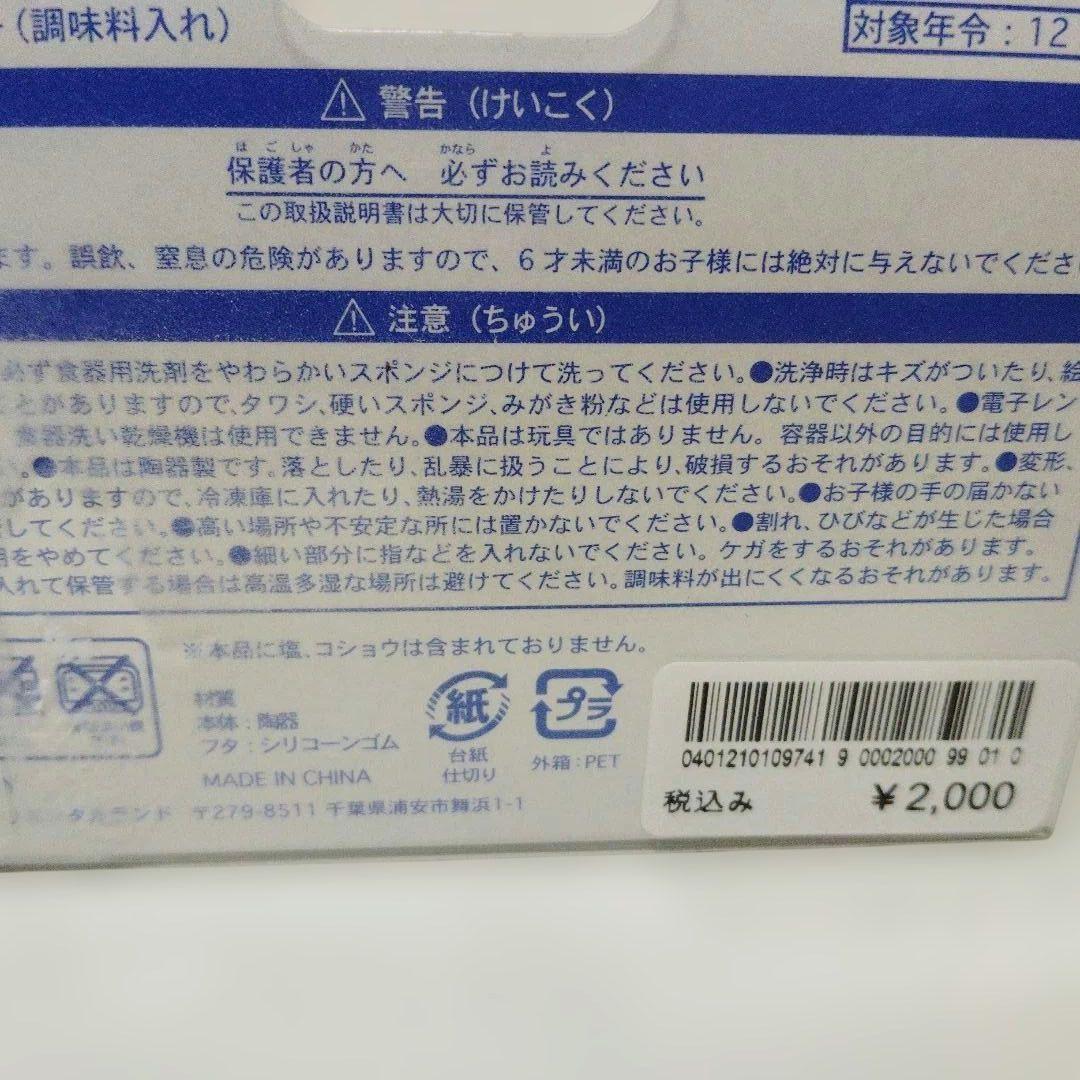 (調味料入れ)
対象年令:12
⚠ 警告 (けいこく)
保護者の方へ 必ずお読みください
この取扱説明書は大切に保管してください。
ます。誤飲、窒息の危険がありますので、6才未満のお子様には絶対に与えないでくださ
⚠ 注意 (ちゅうい)
必ず食器用洗剤をやわらかいスポンジにつけて洗ってください。●洗浄時はキズがついたり、絵
ことがありますので、タワシ、硬いスポンジ、みがき粉などは使用しないでください。●電子レン
食器洗い乾燥機は使用できません。●本品は玩具ではありません。容器以外の目的には使用し
い。●本品は陶器製です。落としたり、乱暴に扱うことにより、破損するおそれがあります。●変形、
がありますので、冷凍庫に入れたり、熱湯をかけたりしないでください。●お子様の手の届かない
してください。●高い場所や不安定な所には置かないでください。●割れ、ひびなどが生じた場合
用をやめてください。●細い部分に指などを入れないでください。ケガをするおそれがあります。
入れて保管する場合は高温多湿な場所は避けてください。調味料が出にくくなるおそれがあります。
※本品に塩、コショウは含まれておりません。
材質
本体:陶器
フタ:シリコーンゴム
MADE IN CHINA
紙
台紙
仕切り
プラ
外箱:PET
〒279-8511 千葉県浦安市舞浜1-1
0401210109741 9 0002000 99 01 0
税込み ¥2,000